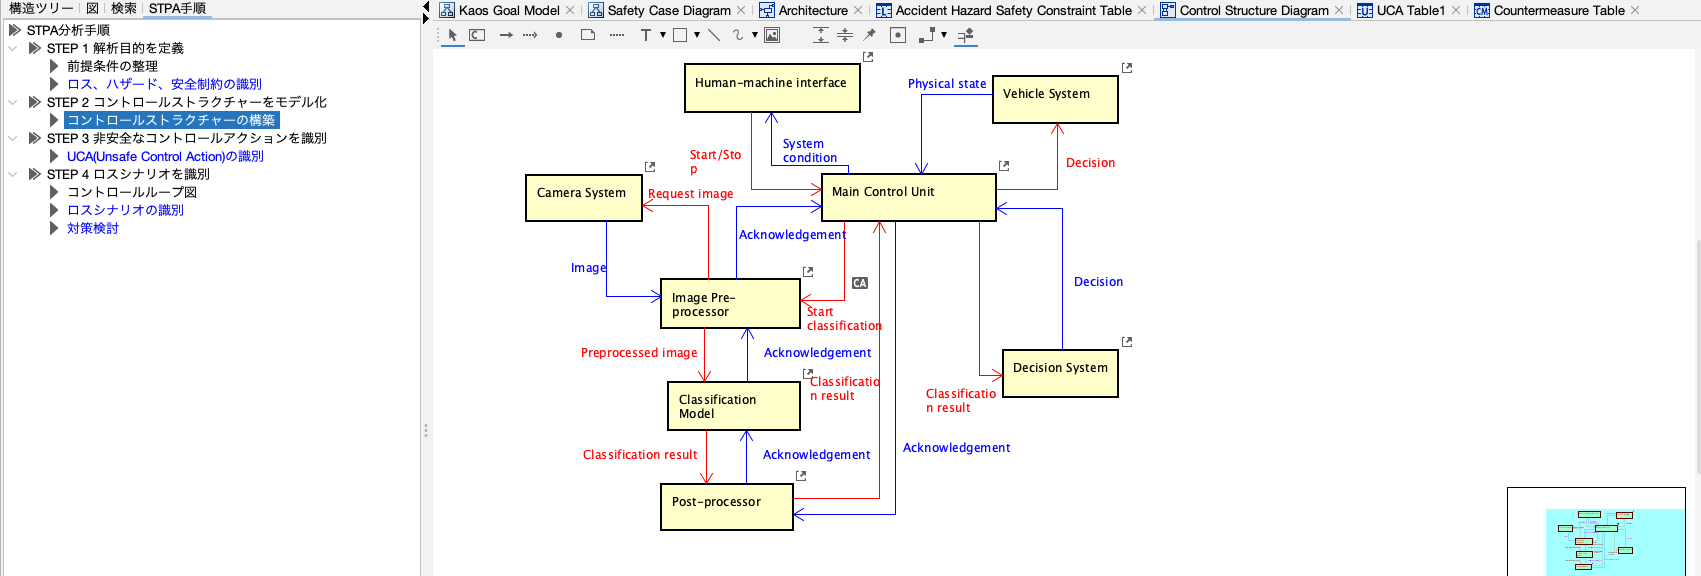 構造ツリー 図 検索 STPA手順
STPA分析手順
STEP 1 解析目的を定義
前提条件の整理
ロス、ハザード、安全制約の識別
STEP 2 コントロールストラクチャーをモデル化
コントロールストラクチャーの構築
STEP 3 非安全なコントロールアクションを識別
UCA(Unsafe Control Action)の識別
STEP 4 ロスシナリオを識別
コントロールループ図
ロスシナリオの識別
対策検討
Kaos Goal Model Safety Case Diagram Architecture Accident Hazard Safety Constraint Table Control Structure Diagram UCA Table1 Countermeasure Table
Human-machine interface
Physical state
Vehicle System
Start/Sto
p
System
condition
Decision
Camera System
Request image
Main Control Unit
Acknowledgement
Image
CA
Decision
Image Pre-
processor
Start
classification
Preprocessed image
Acknowledgement
Decision System
Classificatio
n result
Classification
Model
Classificatio
n result
Classification result
Acknowledgement
Acknowledgement
Post-processor